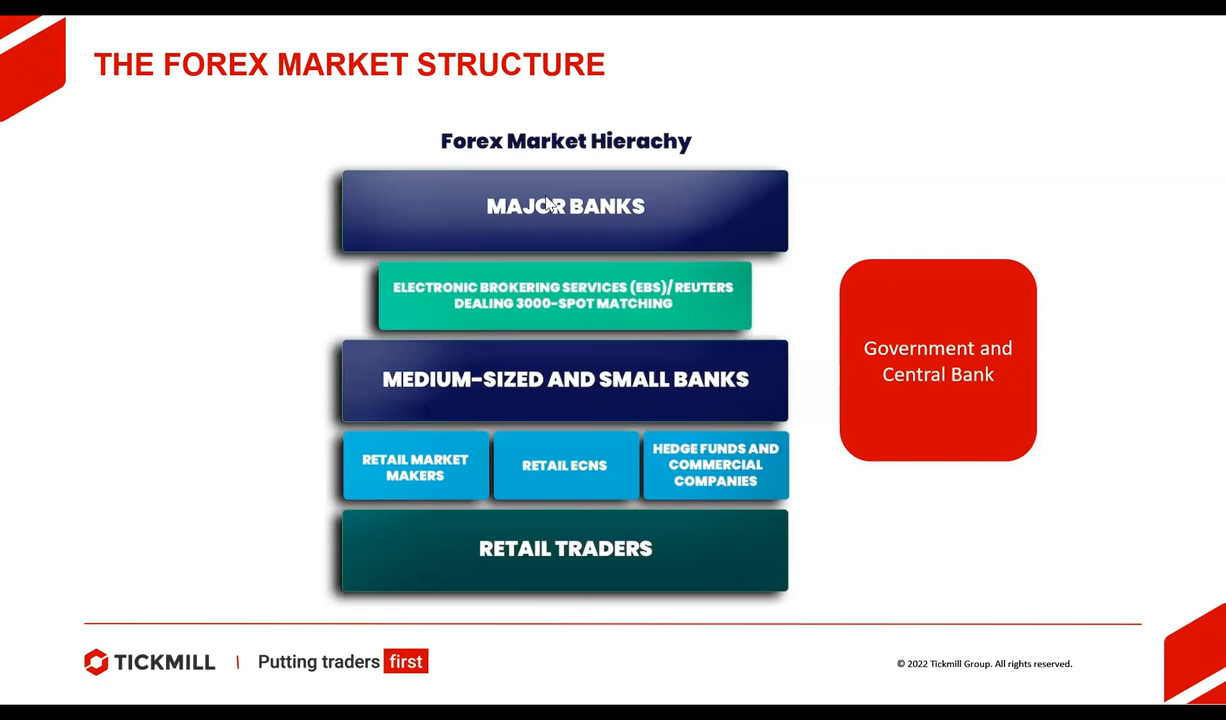 THE FOREX MARKET STRUCTURE
Forex Market Hierachy
MAJOR BANKS
ELECTRONIC BROKERING SERVICES (EBS)/ REUTERS
DEALING 3000-SPOT MATCHING
MEDIUM-SIZED AND SMALL BANKS
RETAIL MARKET
MAKERS
RETAIL ECNS
HEDGE FUNDS AND
COMMERCIAL
COMPANIES
RETAIL TRADERS
Government and
Central Bank
TICKMILL | Putting traders first
© 2022 Tickmill Group. All rights reserved.